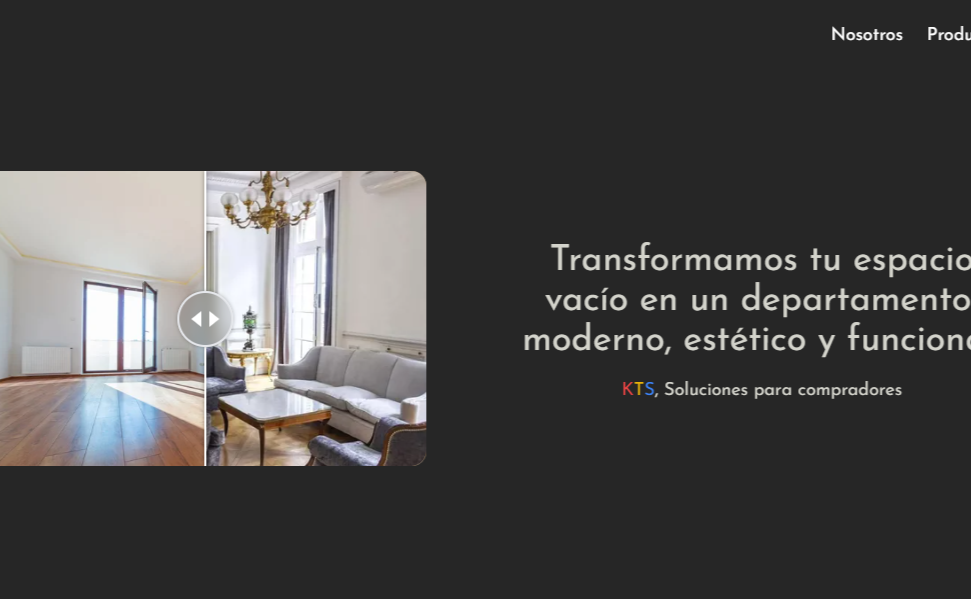 Nosotros Produ
Transformamos tu espacio
vacío en un departamento
moderno, estético y funciona
KTS, Soluciones para compradores